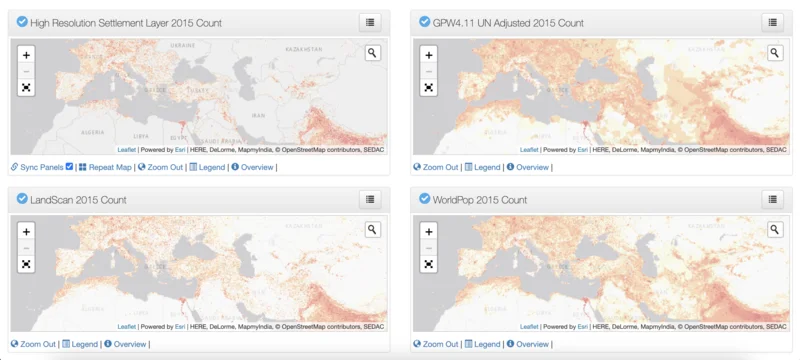 High Resolution Settlement Layer 2015 Count
UKRAINE
KAZAKHSTAN
GREECE
TURKEY
IRAN
ALGERIA
LIBYA
EGYPT
SAUDI ARABIA
Leaflet | Powered by Esri | HERE, DeLorme, MapmyIndia, © OpenStreetMap contributors, SEDAC
Sync Panels | Repeat Map | Zoom Out | Legend | Overview |
GPW4.11 UN Adjusted 2015 Count
Leaflet | Powered by Esri | HERE, DeLorme, MapmyIndia, © OpenStreetMap contributors, SEDAC
Zoom Out | Legend | Overview |
LandScan 2015 Count
Leaflet | Powered by Esri | HERE, DeLorme, MapmyIndia, © OpenStreetMap contributors, SEDAC
Zoom Out | Legend | Overview |
WorldPop 2015 Count
Leaflet | Powered by Esri | HERE, DeLorme, MapmyIndia, © OpenStreetMap contributors, SEDAC
Zoom Out | Legend | Overview |